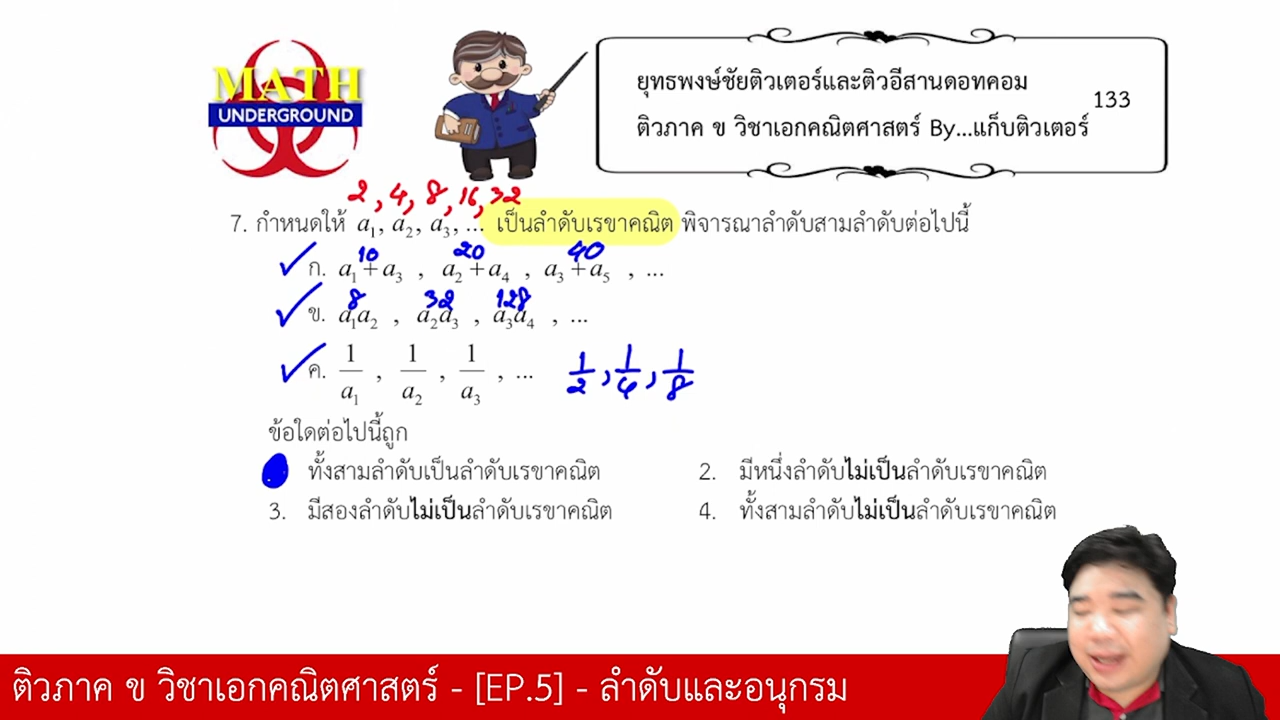 MATH
UNDERGROUND
ยุทธพงษ์ชัยติวเตอร์และติวอีสานดอทคอม
ติวภาค ข วิชาเอกคณิตศาสตร์ By...แก็บติวเตอร์
133
2, 4, 8, 16, 32
7. กำหนดให้ a₁, a₂, a₃, ... เป็นลำดับเรขาคณิต พิจารณาลำดับสามลำดับต่อไปนี้
10 20 40
ก. a₁+a₃ , a₂+a₄ , a₃+a₅ , ...
8 32 128
ข. a₁a₂ , a₂a₃ , a₃a₄ , ...
ค. 1/a₁ , 1/a₂ , 1/a₃ , ... 1/2, 1/4, 1/8
ข้อใดต่อไปนี้ถูก
ทั้งสามลำดับเป็นลำดับเรขาคณิต 2. มีหนึ่งลำดับไม่เป็นลำดับเรขาคณิต
3. มีสองลำดับไม่เป็นลำดับเรขาคณิต 4. ทั้งสามลำดับไม่เป็นลำดับเรขาคณิต
ติวภาค ข วิชาเอกคณิตศาสตร์ - [EP.5] - ลำดับและอนุกรม